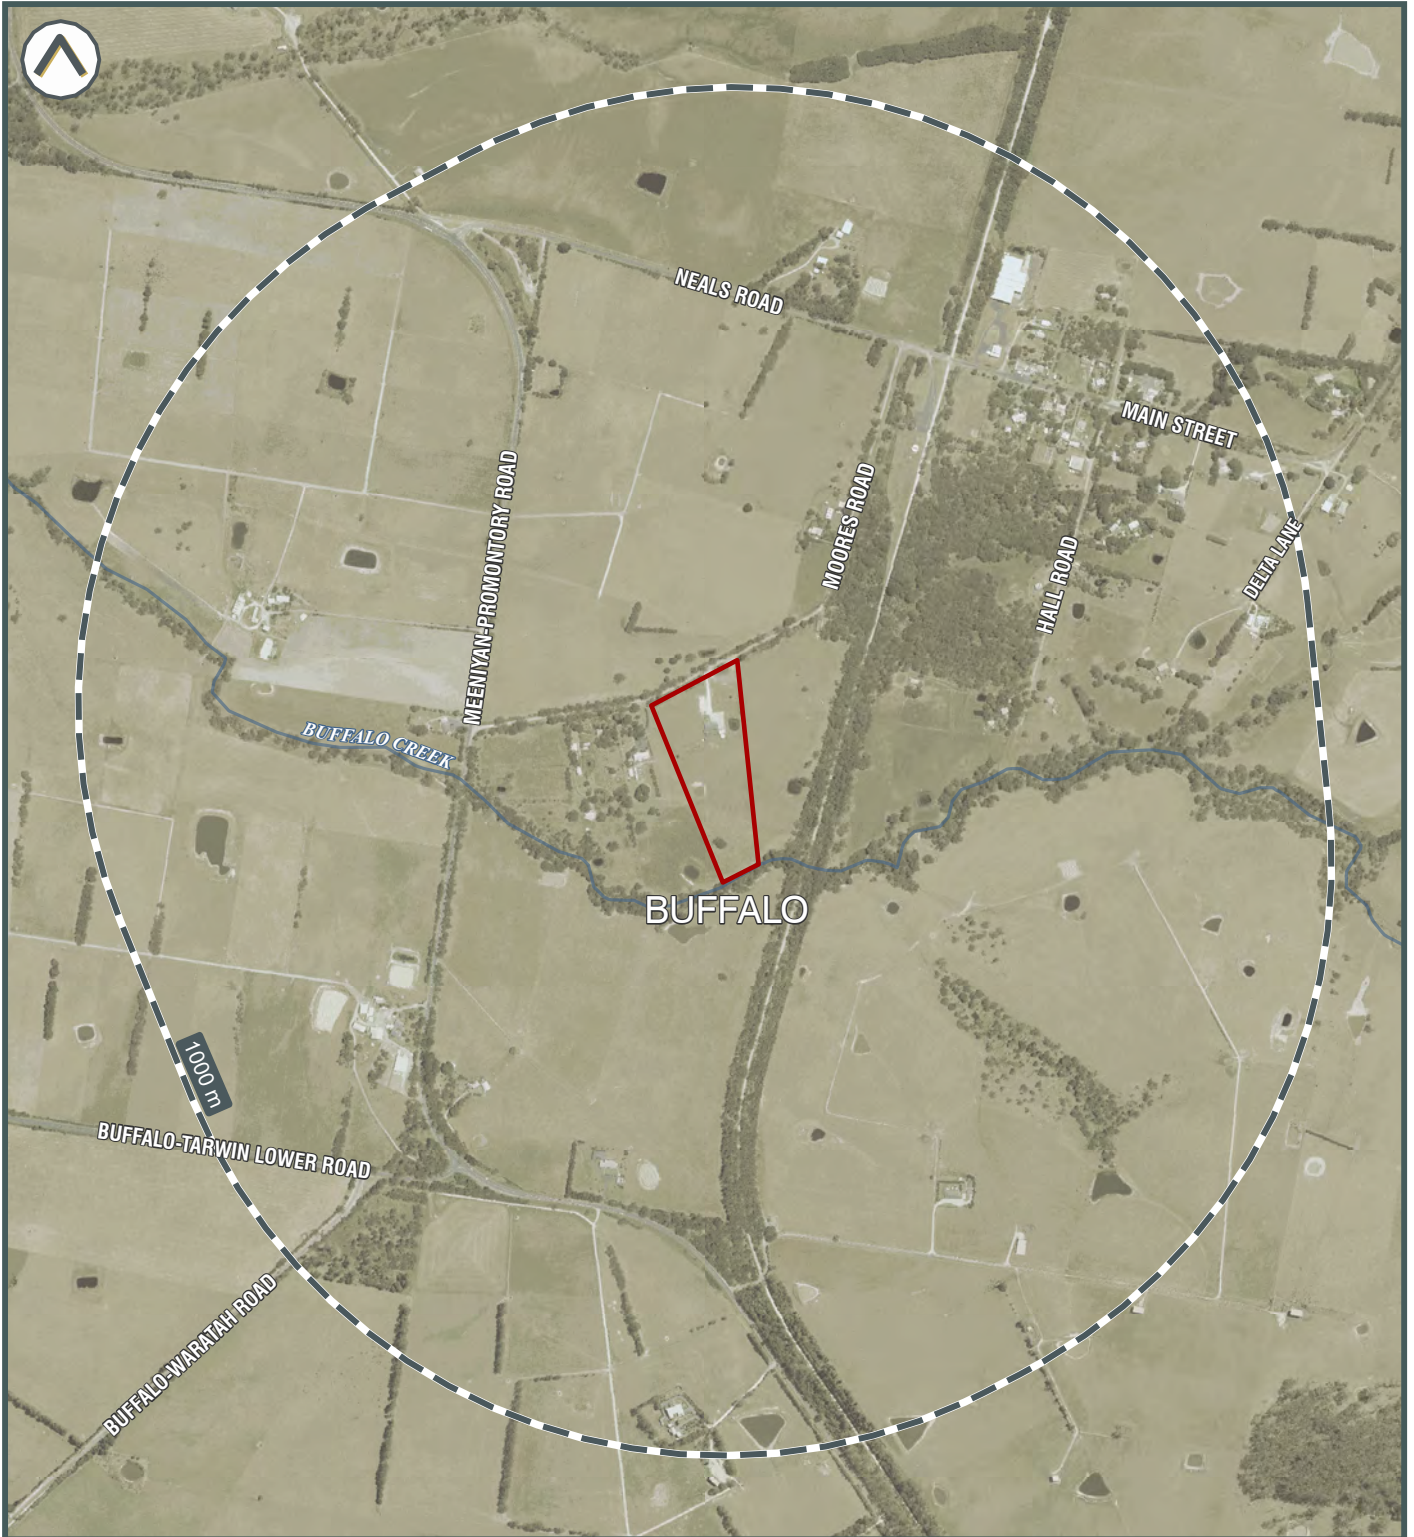 NEALS ROAD
MAIN STREET
MEENIYAN-PROMONTORY ROAD
MOORES ROAD
HALL ROAD
DELTA LANE
BUFFALO CREEK
BUFFALO
1000 m
BUFFALO-TARWIN LOWER ROAD
BUFFALO-WARATAH ROAD